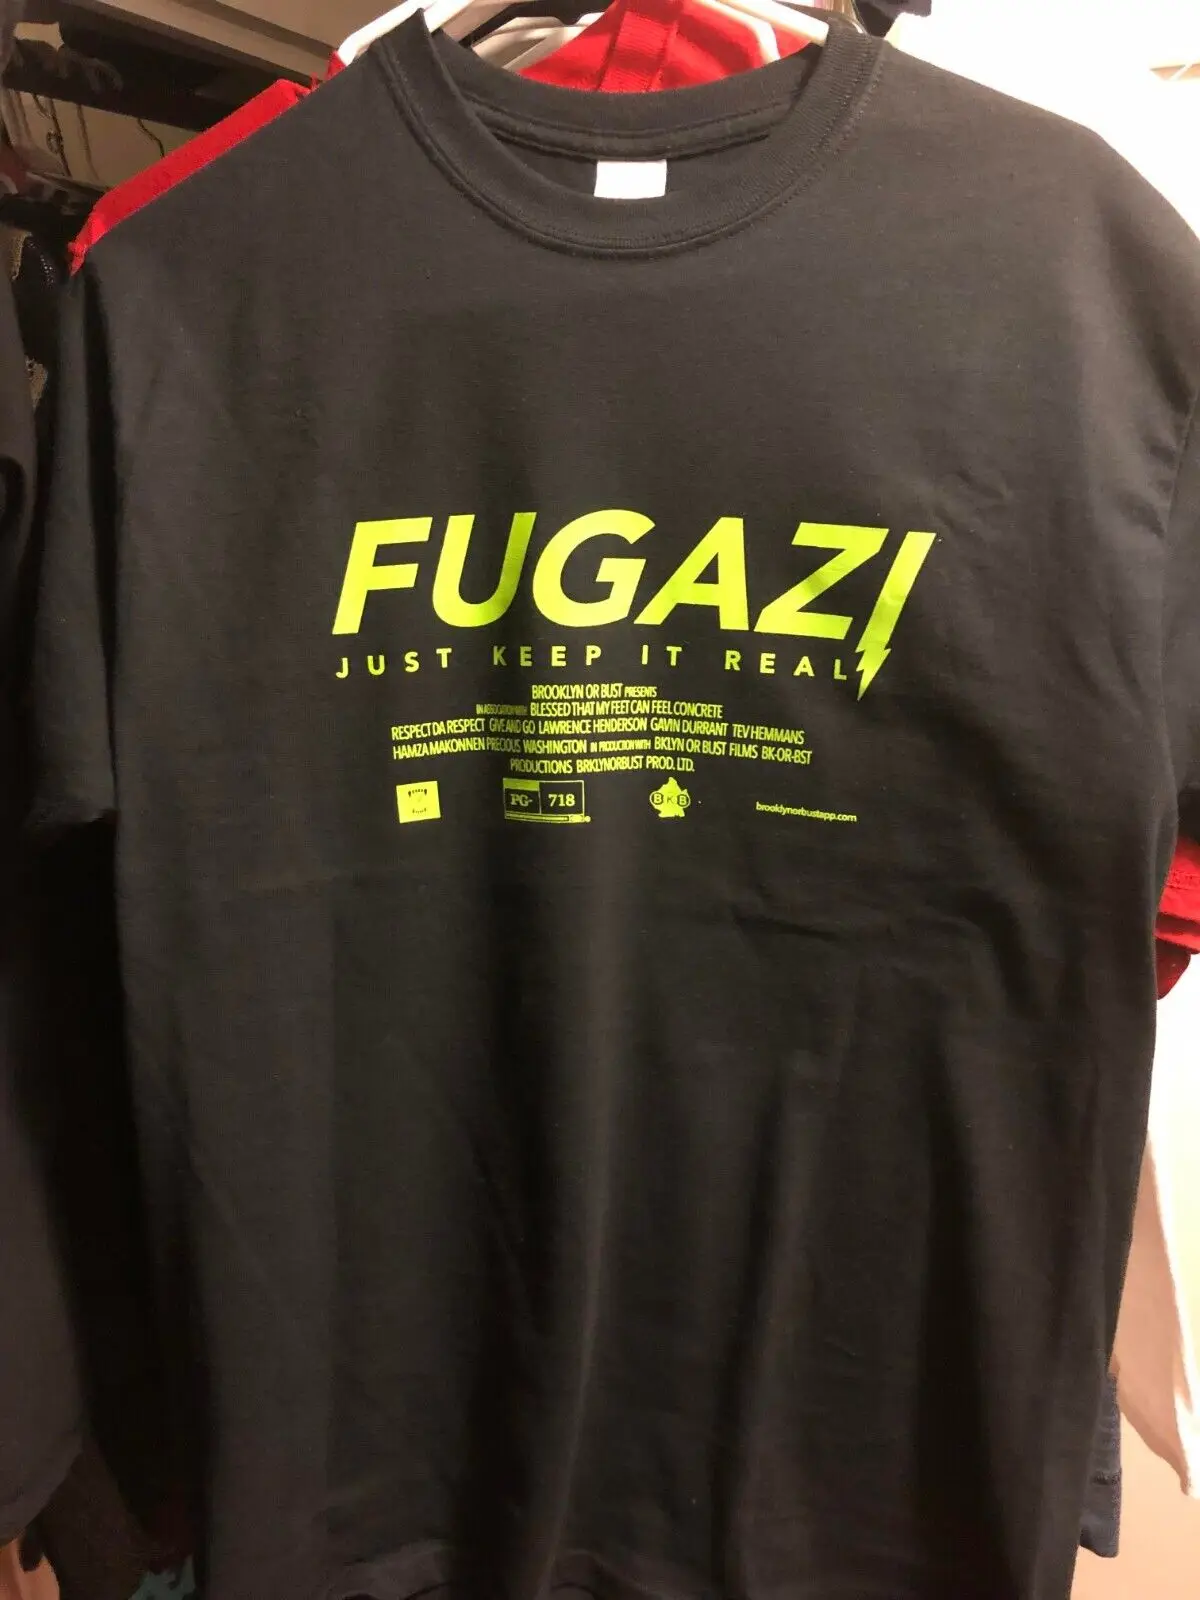 FUGAZI
JUST KEEP IT REAL
BROOKLYN OR BUST PRESENTS
IN ASSOCIATION WITH BLESSED THAT MY FEET CAN FEEL CONCRETE
RESPECT DA RESPECT GIVE AND GO LAWRENCE HENDERSON GAVIN DURRANT TEV HEMMANS
HAMZA MAKONNEN PRECIOUS WASHINGTON IN PRODUCTION WITH BKLYN OR BUST FILMS BK-OR-BST
PRODUCTIONS BRKLYNORBUST PROD. LTD.
PG- 718
BKB
brooklynorbustapp.com